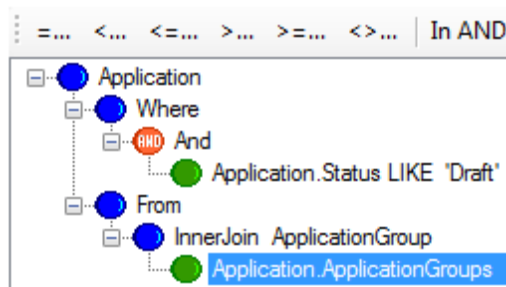 =... <... <=... >... >=... <>... In AND
Application
Where
AND And
Application.Status LIKE 'Draft'
From
InnerJoin ApplicationGroup
Application.ApplicationGroups